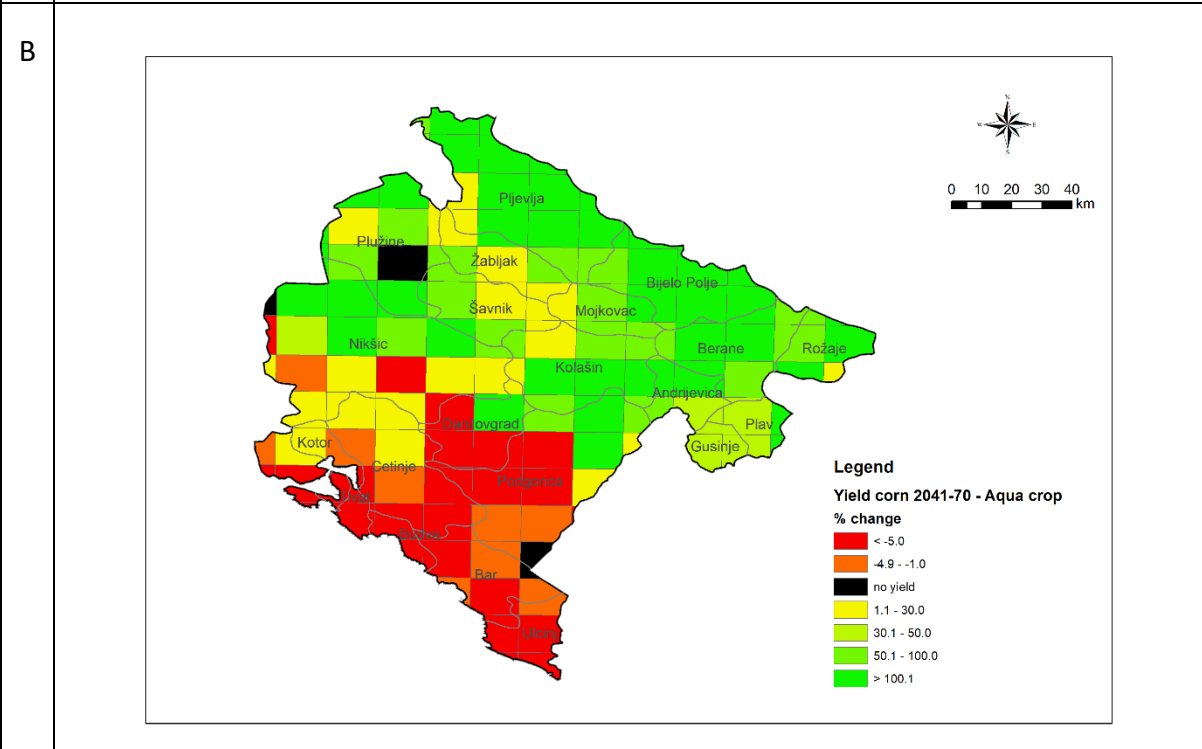 B
N
W E
S
0 10 20 30 40
km
Pljevlja
Plužine
Žabljak
Bijelo Polje
Šavnik
Mojkovac
Nikšic
Berane
Rožaje
Kolašin
Andrijevica
Danilovgrad
Plav
Kotor
Gusinje
Cetinje
Podgorica
Tivat
Budva
Bar
Ulcinj
Legend
Yield corn 2041-70 - Aqua crop
% change
< -5.0
-4.9 - -1.0
no yield
1.1 - 30.0
30.1 - 50.0
50.1 - 100.0
> 100.1